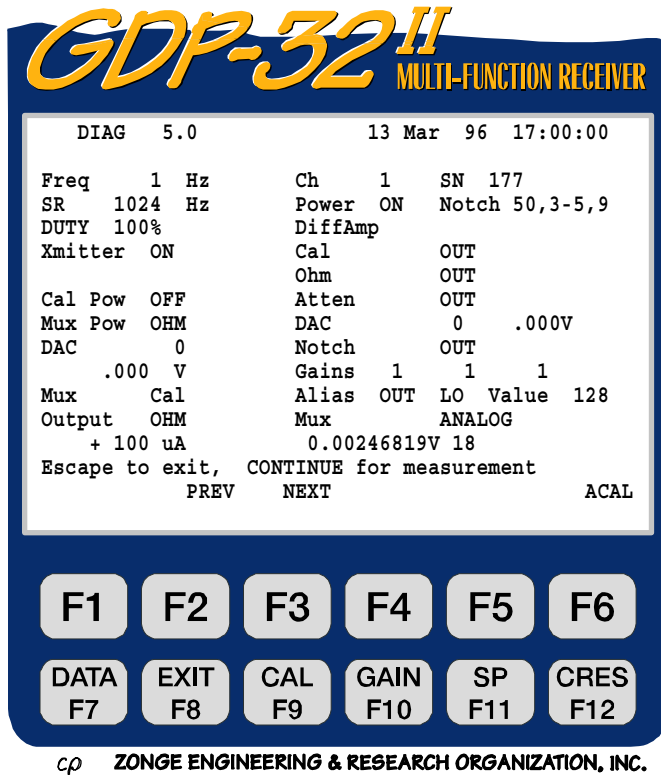 GDP-32 II
MULTI-FUNCTION RECEIVER
DIAG 5.0 13 Mar 96 17:00:00
Freq 1 Hz Ch 1 SN 177
SR 1024 Hz Power ON Notch 50,3-5,9
DUTY 100% DiffAmp
Xmitter ON Cal OUT
Ohm OUT
Cal Pow OFF Atten OUT
Mux Pow OHM DAC 0 .000V
DAC 0 Notch OUT
.000 V Gains 1 1 1
Mux Cal Alias OUT LO Value 128
Output OHM Mux ANALOG
+ 100 uA 0.00246819V 18
Escape to exit, CONTINUE for measurement
PREV NEXT ACAL
F1 F2 F3 F4 F5 F6
DATA EXIT CAL GAIN SP CRES
F7 F8 F9 F10 F11 F12
ZONGE ENGINEERING & RESEARCH ORGANIZATION, INC.